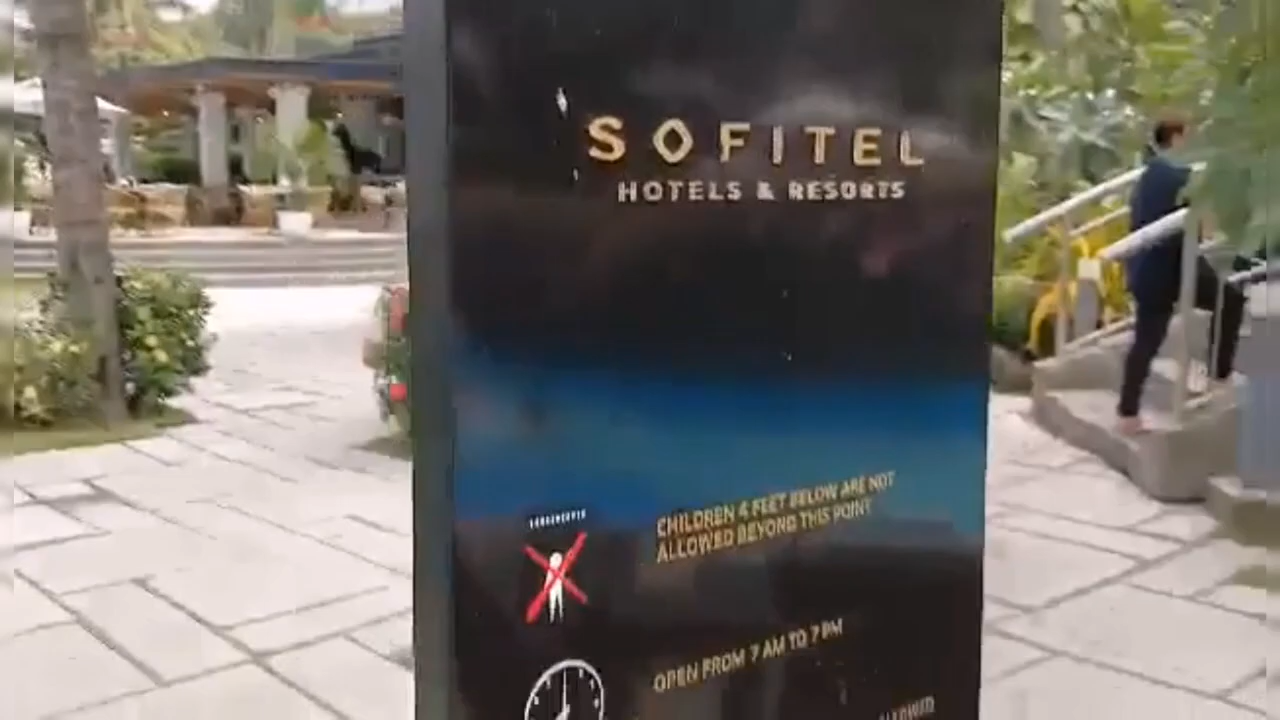 SOFITEL
HOTELS & RESORTS
CHILDREN 4 FEET BELOW ARE NOT
ALLOWED BEYOND THIS POINT
OPEN FROM 7 AM TO 7 PM
ALLOWED